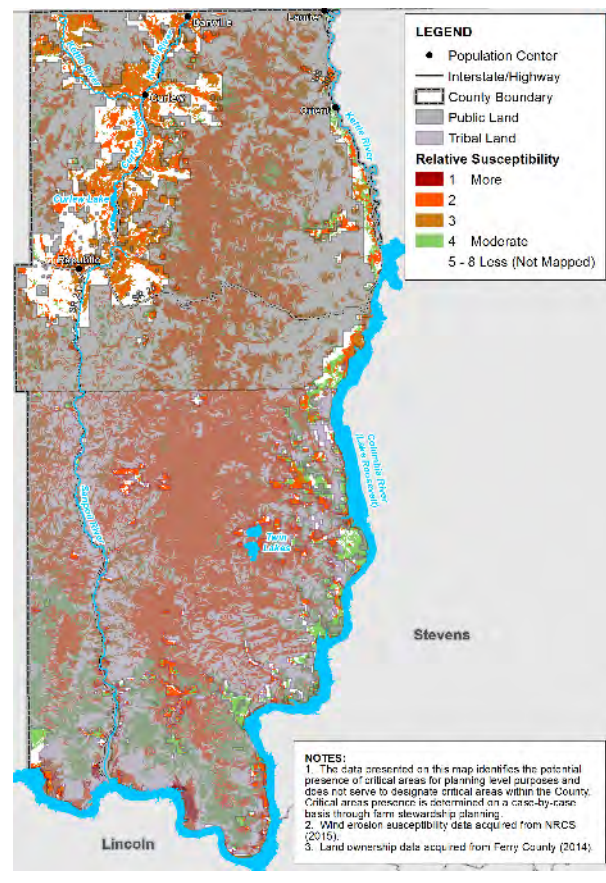 Danville
Laurier
Kettle River
Kettle River
Curlew
Curlew Creek
Orient
Kettle River
Curlew Lake
Republic
Columbia River
(Lake Roosevelt)
Sanpoil River
Twin
Lakes
Stevens
Lincoln
LEGEND
Population Center
Interstate/Highway
County Boundary
Public Land
Tribal Land
Relative Susceptibility
1 More
2
3
4 Moderate
5 - 8 Less (Not Mapped)
NOTES:
1. The data presented on this map identifies the potential
presence of critical areas for planning level purposes and
does not serve to designate critical areas within the County.
Critical areas presence is determined on a case-by-case
basis through farm stewardship planning.
2. Wind erosion susceptibility data acquired from NRCS
(2015).
3. Land ownership data acquired from Ferry County (2014).